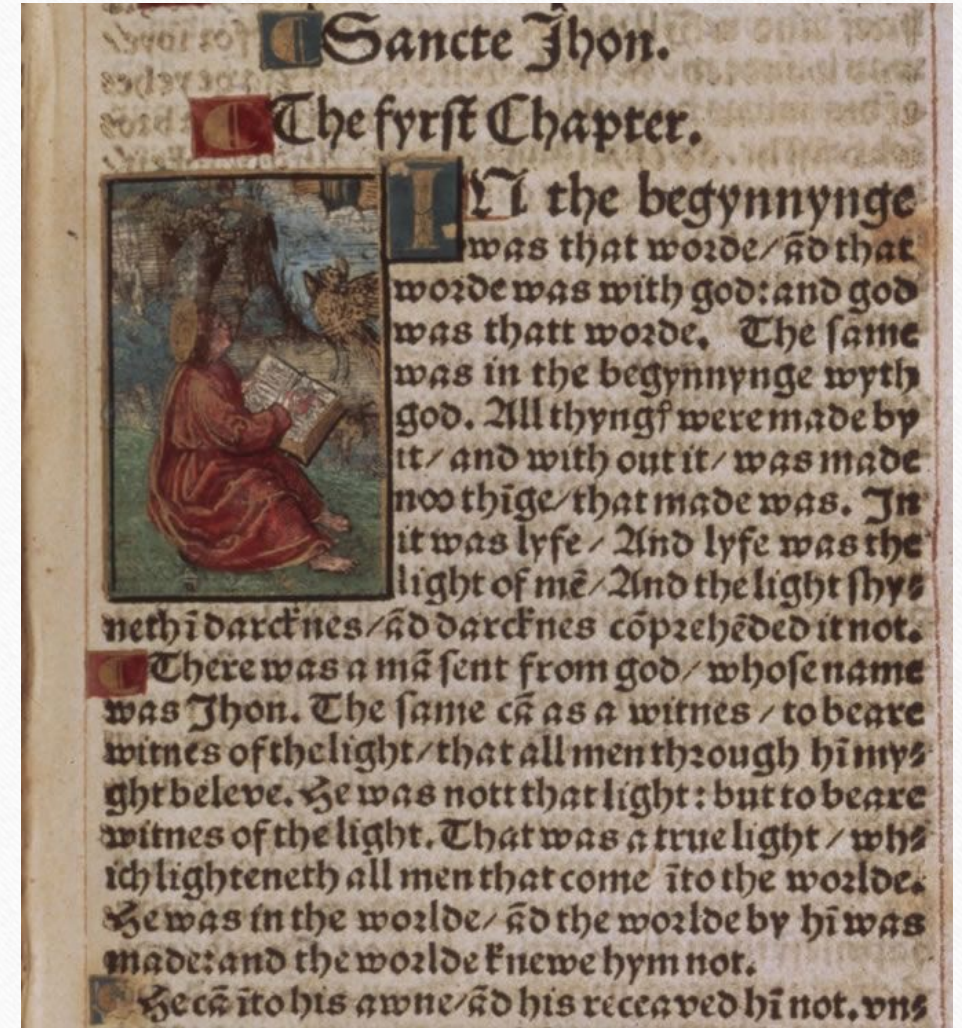 Sancte Jhon.
The fyrst Chapter.
IN the begynnynge
was that worde/ ād that
worde was with god: and god
was thatt worde. The same
was in the begynnynge wyth
god. All thyngꝭ were made by
it/ and with out it/ was made
noo thīge/ that made was. In
it was lyfe/ And lyfe was the
light of mē/ And the light shy⸗
neth ī darcknes/ ād darcknes cōprehēded it not.
There was a mā sent from god/ whose name
was Jhon. The same cā as a witnes / to beare
witnes of the light/ that all men through hī my⸗
ght beleve. He was nott that light: but to beare
witnes of the light. That was a true light / wh⸗
ich lighteneth all men that come īto the worlde.
He was in the worlde/ ād the worlde by hī was
made: and the worlde knewe hym not.
He cā īto his awne/ ād his receaved hī not. vn⸗